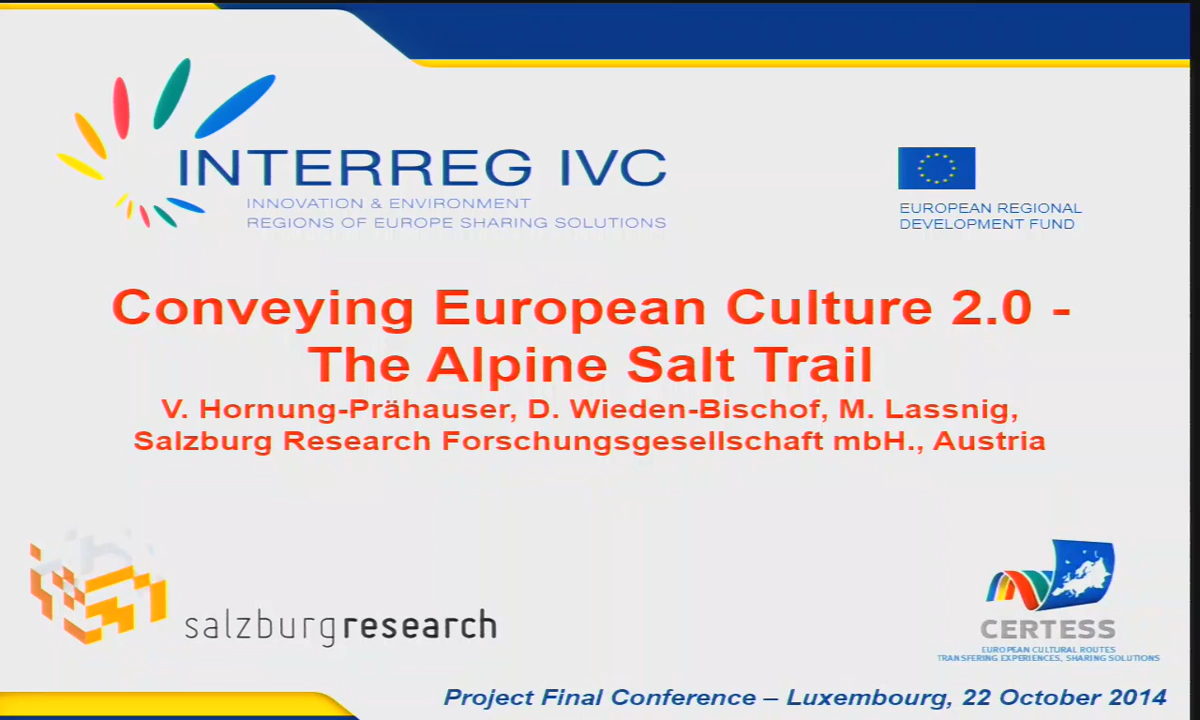 INTERREG IVC
INNOVATION & ENVIRONMENT
REGIONS OF EUROPE SHARING SOLUTIONS
EUROPEAN REGIONAL
DEVELOPMENT FUND
Conveying European Culture 2.0 -
The Alpine Salt Trail
V. Hornung-Prähauser, D. Wieden-Bischof, M. Lassnig,
Salzburg Research Forschungsgesellschaft mbH., Austria
salzburgresearch
CERTESS
EUROPEAN CULTURAL ROUTES
TRANSFERING EXPERIENCES, SHARING SOLUTIONS
Project Final Conference – Luxembourg, 22 October 2014